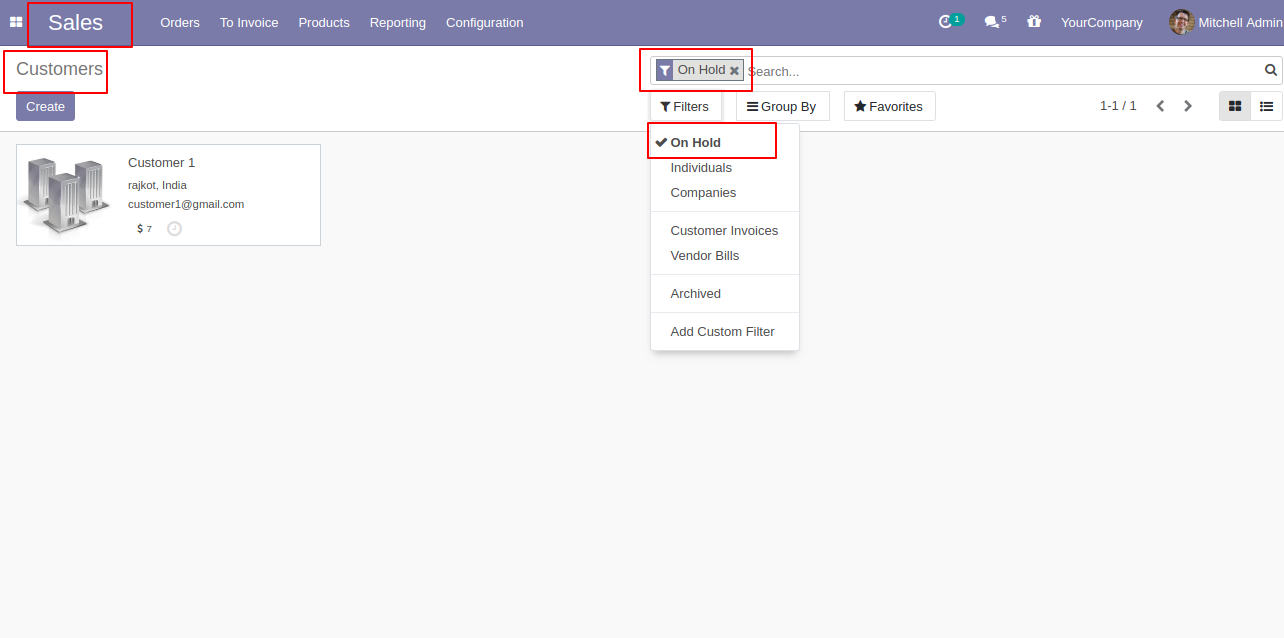 Sales Orders To Invoice Products Reporting Configuration 1 5 YourCompany Mitchell Admin
Customers
On Hold Search...
Create
Filters Group By Favorites 1-1 / 1
On Hold
Individuals
Companies
Customer Invoices
Vendor Bills
Archived
Add Custom Filter
Customer 1
rajkot, India
customer1@gmail.com
$ 7